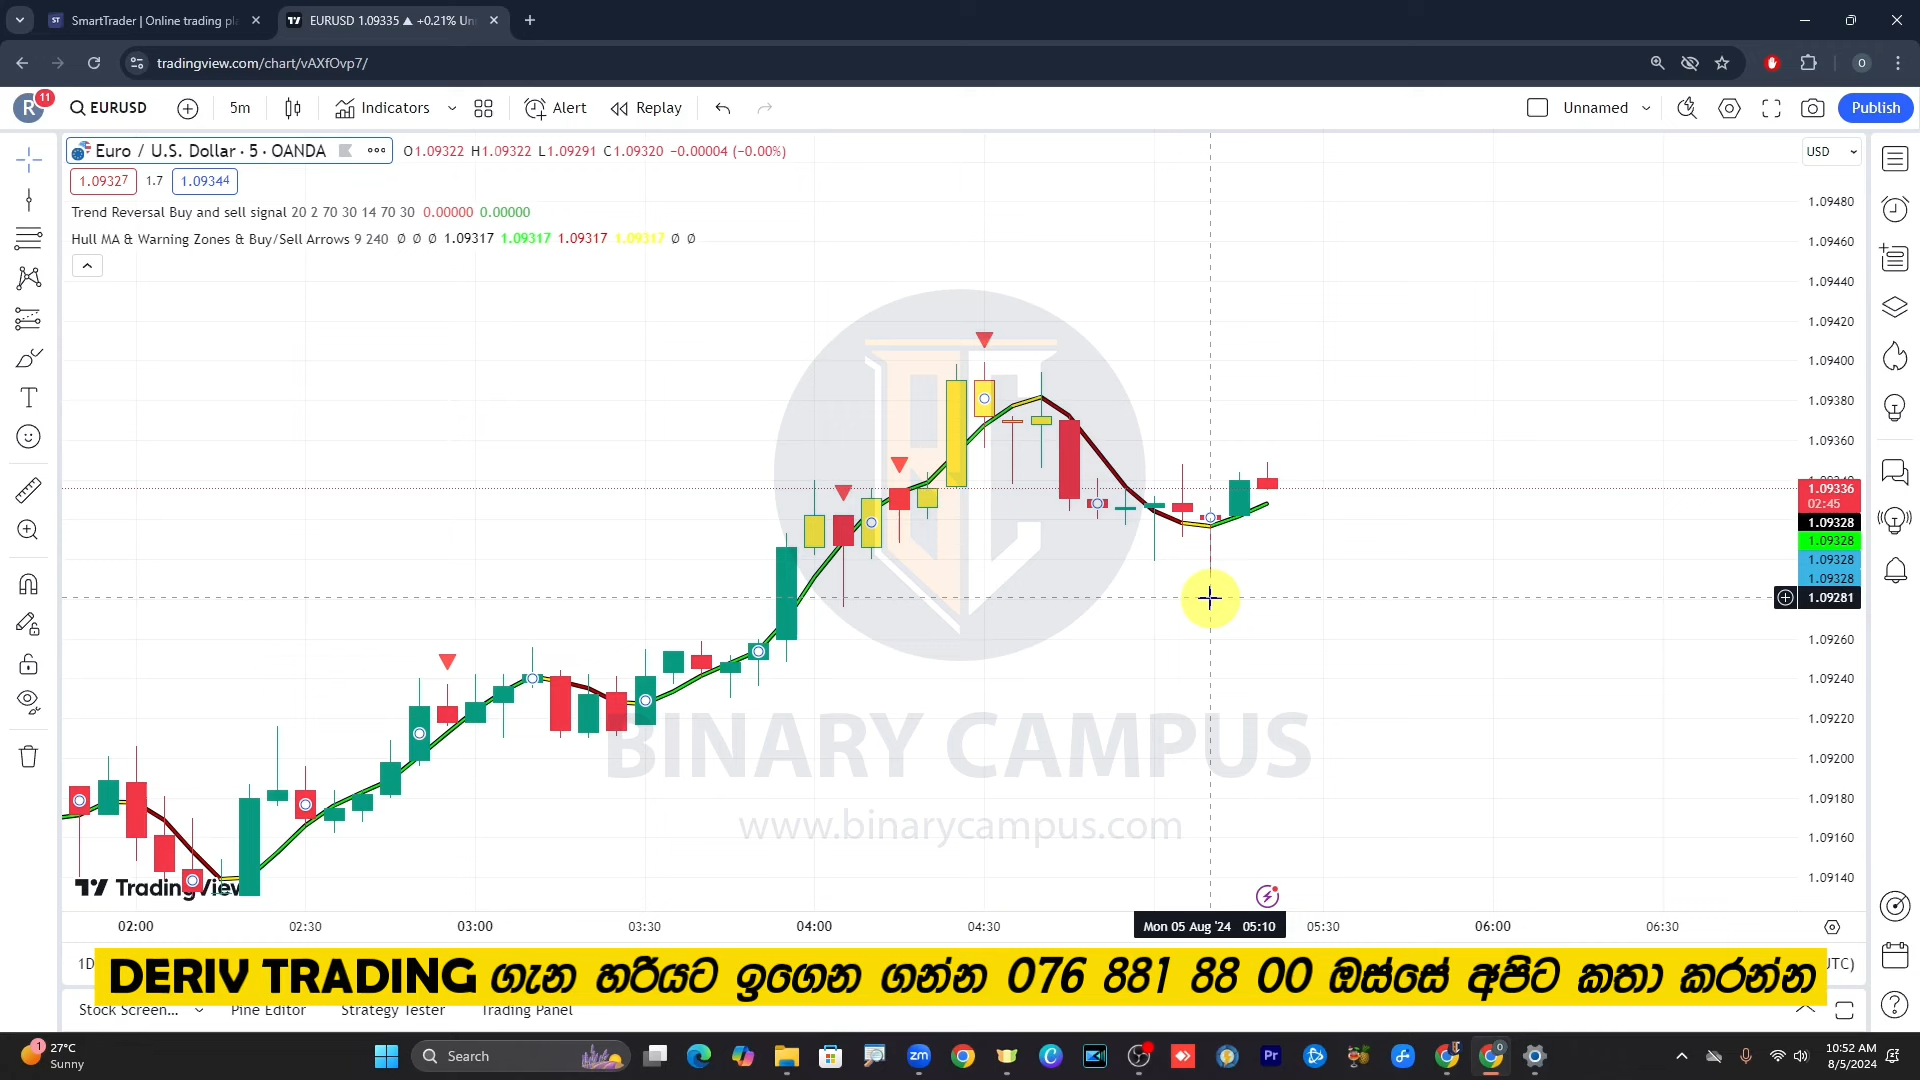 SmartTrader | Online trading pl
EURUSD 1.09335 ▲ +0.21% Un
tradingview.com/chart/vAXfOvp7/
R 11 EURUSD 5m Indicators Alert Replay Unnamed Publish
Euro / U.S. Dollar · 5 · OANDA O1.09322 H1.09322 L1.09291 C1.09320 −0.00004 (−0.00%)
USD
1.09327 1.7 1.09344
Trend Reversal Buy and sell signal 20 2 70 30 14 70 30 0.00000 0.00000
Hull MA & Warning Zones & Buy/Sell Arrows 9 240 ∅ ∅ ∅ 1.09317 1.09317 1.09317 1.09317 ∅ ∅
1.09480
1.09460
1.09440
1.09420
1.09400
1.09380
1.09360
1.09336
02:45
1.09328
1.09328
1.09328
1.09328
1.09281
1.09260
1.09240
1.09220
1.09200
1.09180
1.09160
1.09140
BINARY CAMPUS
www.binarycampus.com
TradingView
02:00 02:30 03:00 03:30 04:00 04:30 Mon 05 Aug '24 05:10 05:30 06:00 06:30
DERIV TRADING ගැන හරියට ඉගෙන ගන්න 076 881 88 00 ඔස්සේ අපිට කතා කරන්න
1D UTC)
Stock Screen... Pine Editor Strategy Tester Trading Panel
1 27°C
Sunny
Search
10:52 AM
8/5/2024